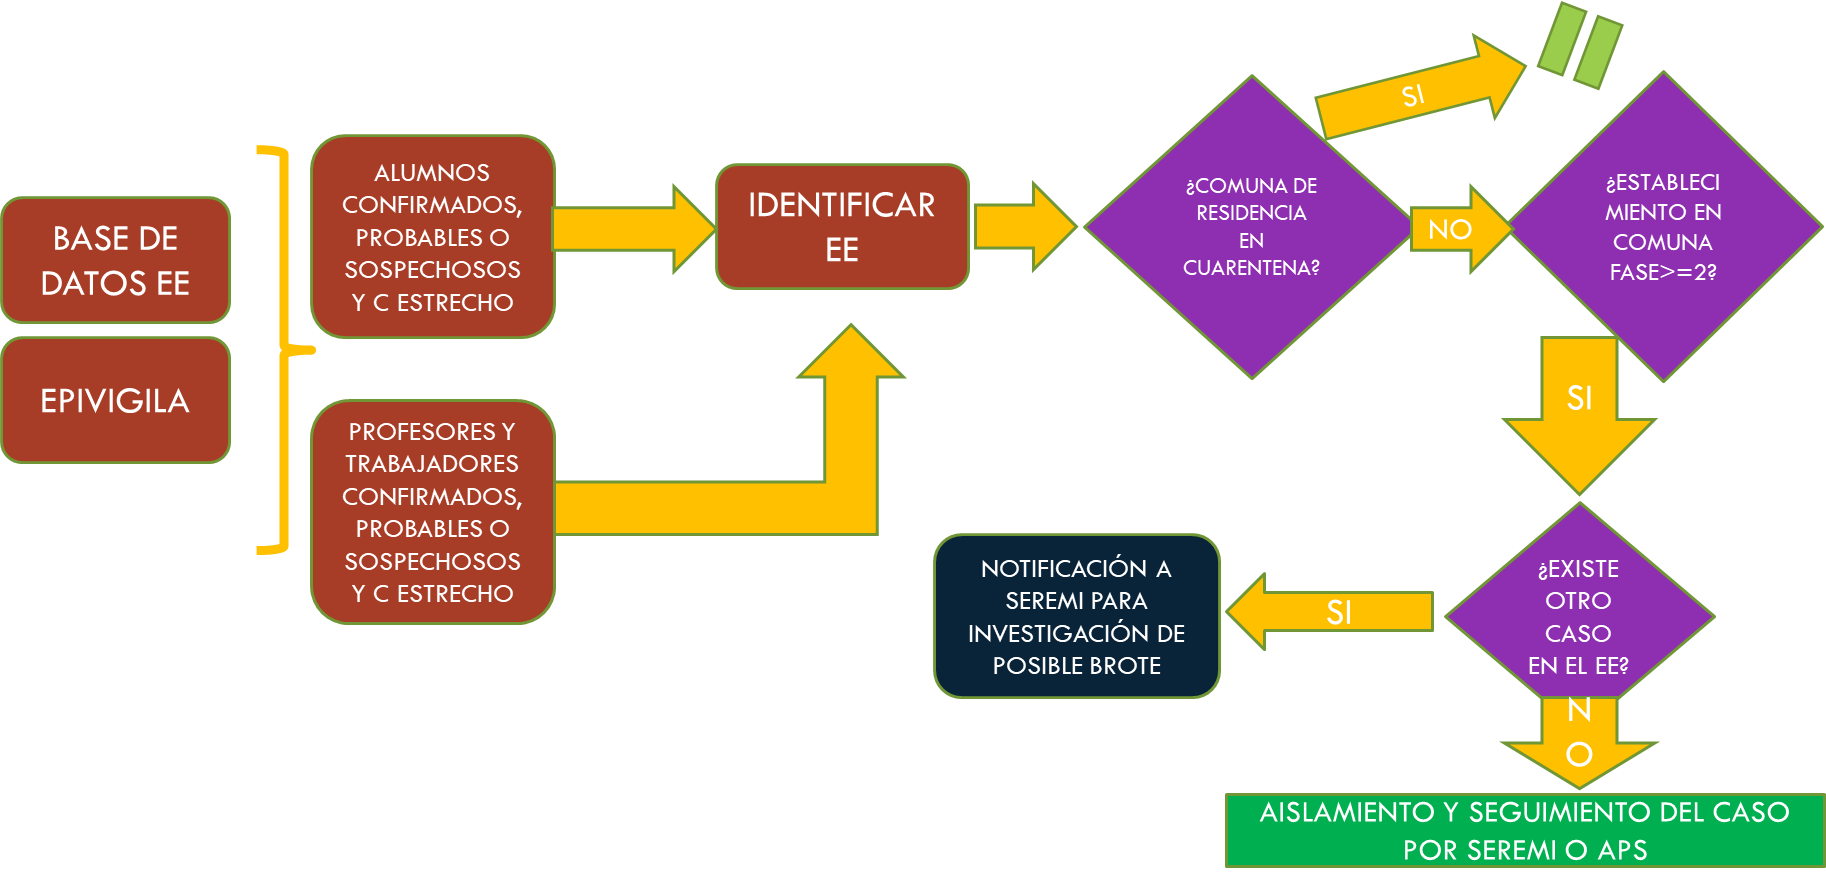 BASE DE
DATOS EE
EPIVIGILA
ALUMNOS
CONFIRMADOS,
PROBABLES O
SOSPECHOSOS
Y C ESTRECHO
PROFESORES Y
TRABAJADORES
CONFIRMADOS,
PROBABLES O
SOSPECHOSOS
Y C ESTRECHO
IDENTIFICAR
EE
¿COMUNA DE
RESIDENCIA
EN
CUARENTENA?
SI
NO
¿ESTABLECI
MIENTO EN
COMUNA
FASE>=2?
SI
¿EXISTE
OTRO
CASO
EN EL EE?
SI
NOTIFICACIÓN A
SEREMI PARA
INVESTIGACIÓN DE
POSIBLE BROTE
N
O
AISLAMIENTO Y SEGUIMIENTO DEL CASO
POR SEREMI O APS